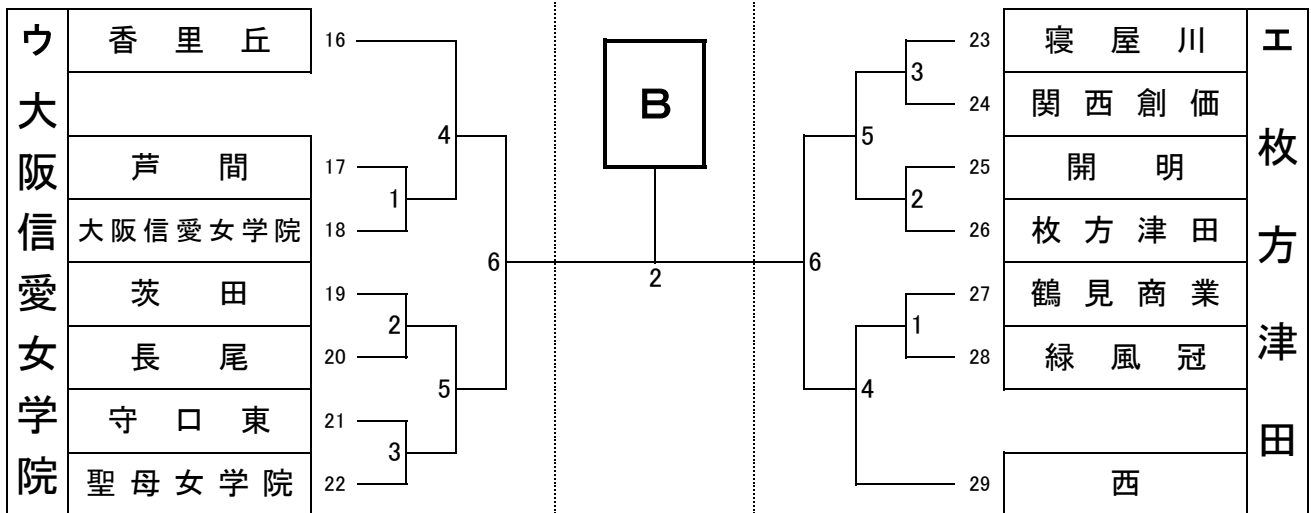 ウ 大阪信愛女学院
香里丘 16
芦間 17
大阪信愛女学院 18
茨田 19
長尾 20
守口東 21
聖母女学院 22
4
1
6
2
5
3
B
2
23 寝屋川
24 関西創価
25 開明
26 枚方津田
27 鶴見商業
28 緑風冠
29 西
3
5
2
6
1
4
エ 枚方津田